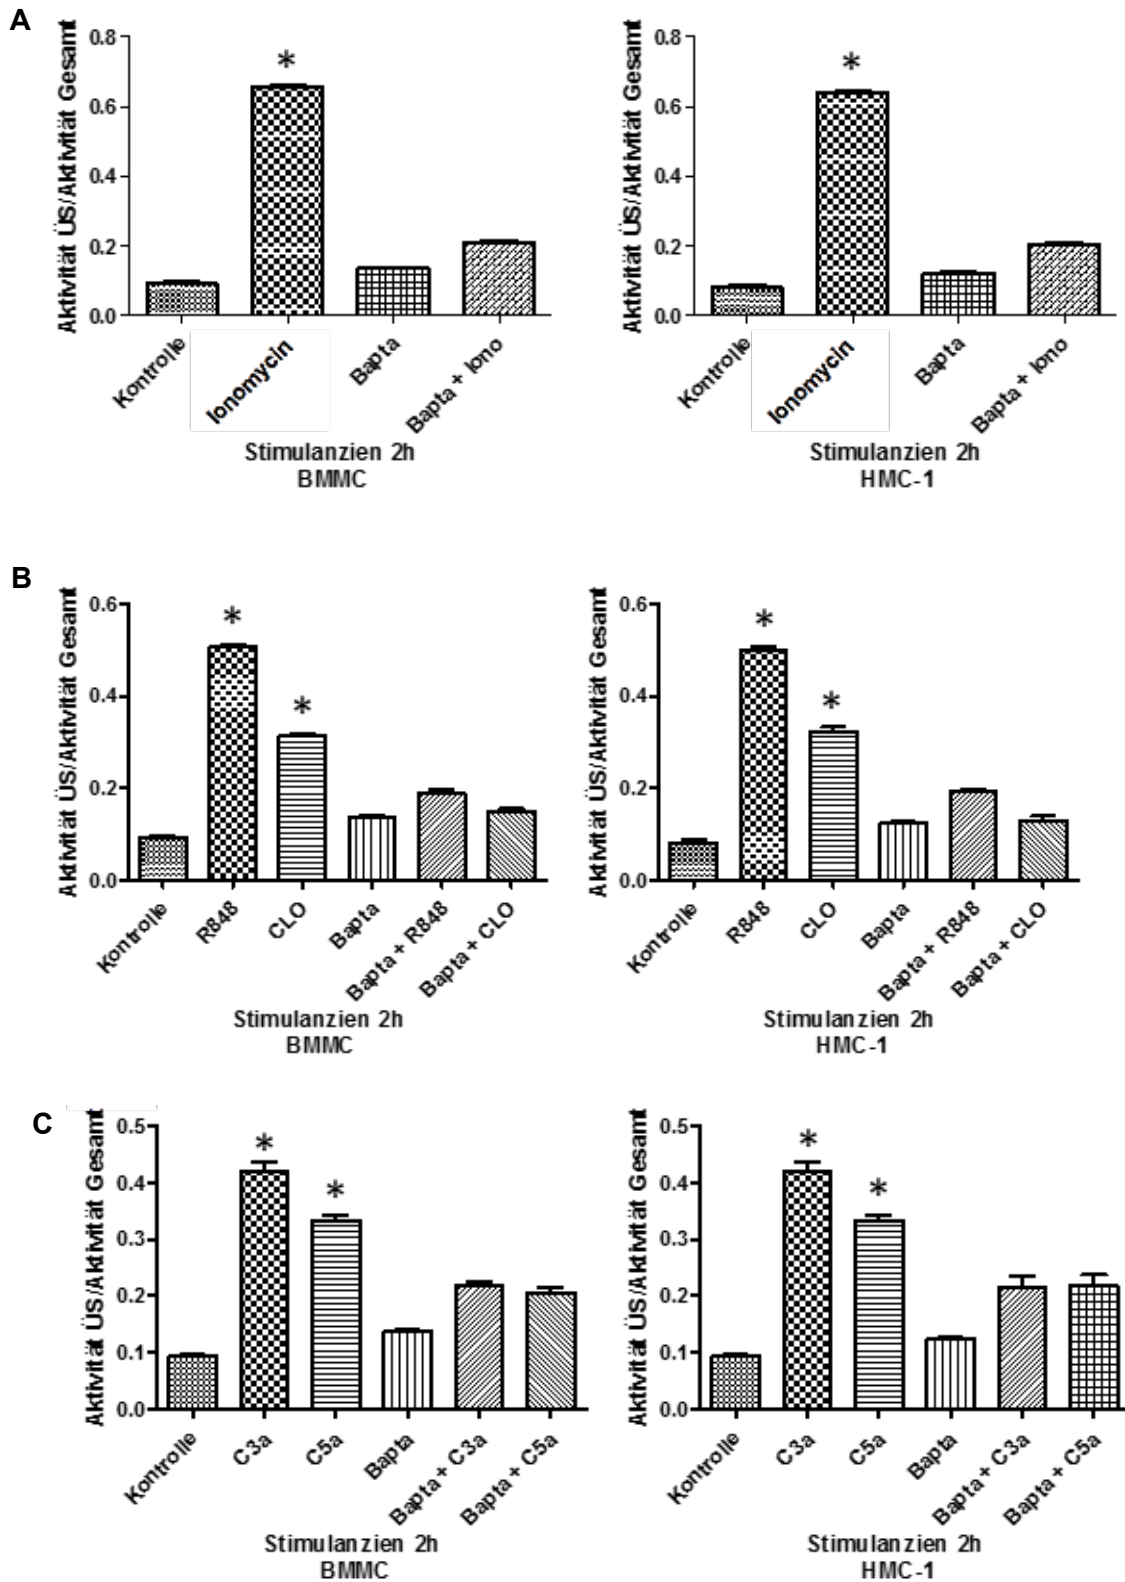 A
Aktivität ÜS/Aktivität Gesamt
0.8
0.6
0.4
0.2
0.0
*
Kontrolle
Ionomycin
Bapta
Bapta + Iono
Stimulanzien 2h
BMMC
Aktivität ÜS/Aktivität Gesamt
0.8
0.6
0.4
0.2
0.0
*
Kontrolle
Ionomycin
Bapta
Bapta + Iono
Stimulanzien 2h
HMC-1
B
Aktivität ÜS/Aktivität Gesamt
0.6
0.4
0.2
0.0
*
*
Kontrolle
R848
CLO
Bapta
Bapta + R848
Bapta + CLO
Stimulanzien 2h
BMMC
Aktivität ÜS/Aktivität Gesamt
0.6
0.4
0.2
0.0
*
*
Kontrolle
R848
CLO
Bapta
Bapta + R848
Bapta + CLO
Stimulanzien 2h
HMC-1
C
Aktivität ÜS/Aktivität Gesamt
0.5
0.4
0.3
0.2
0.1
0.0
*
*
Kontrolle
C3a
C5a
Bapta
Bapta + C3a
Bapta + C5a
Stimulanzien 2h
BMMC
Aktivität ÜS/Aktivität Gesamt
0.5
0.4
0.3
0.2
0.1
0.0
*
*
Kontrolle
C3a
C5a
Bapta
Bapta + C3a
Bapta + C5a
Stimulanzien 2h
HMC-1